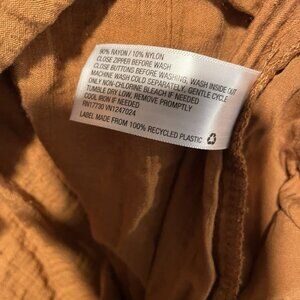 90% RAYON / 10% NYLON
CLOSE ZIPPER BEFORE WASH
CLOSE BUTTONS BEFORE WASHING, WASH INSIDE OUT
MACHINE WASH COLD SEPARATELY, GENTLE CYCLE
ONLY NON-CHLORINE BLEACH IF NEEDED
TUMBLE DRY LOW, REMOVE PROMPTLY
COOL IRON IF NEEDED
RN17730 VN1247024
LABEL MADE FROM 100% RECYCLED PLASTIC